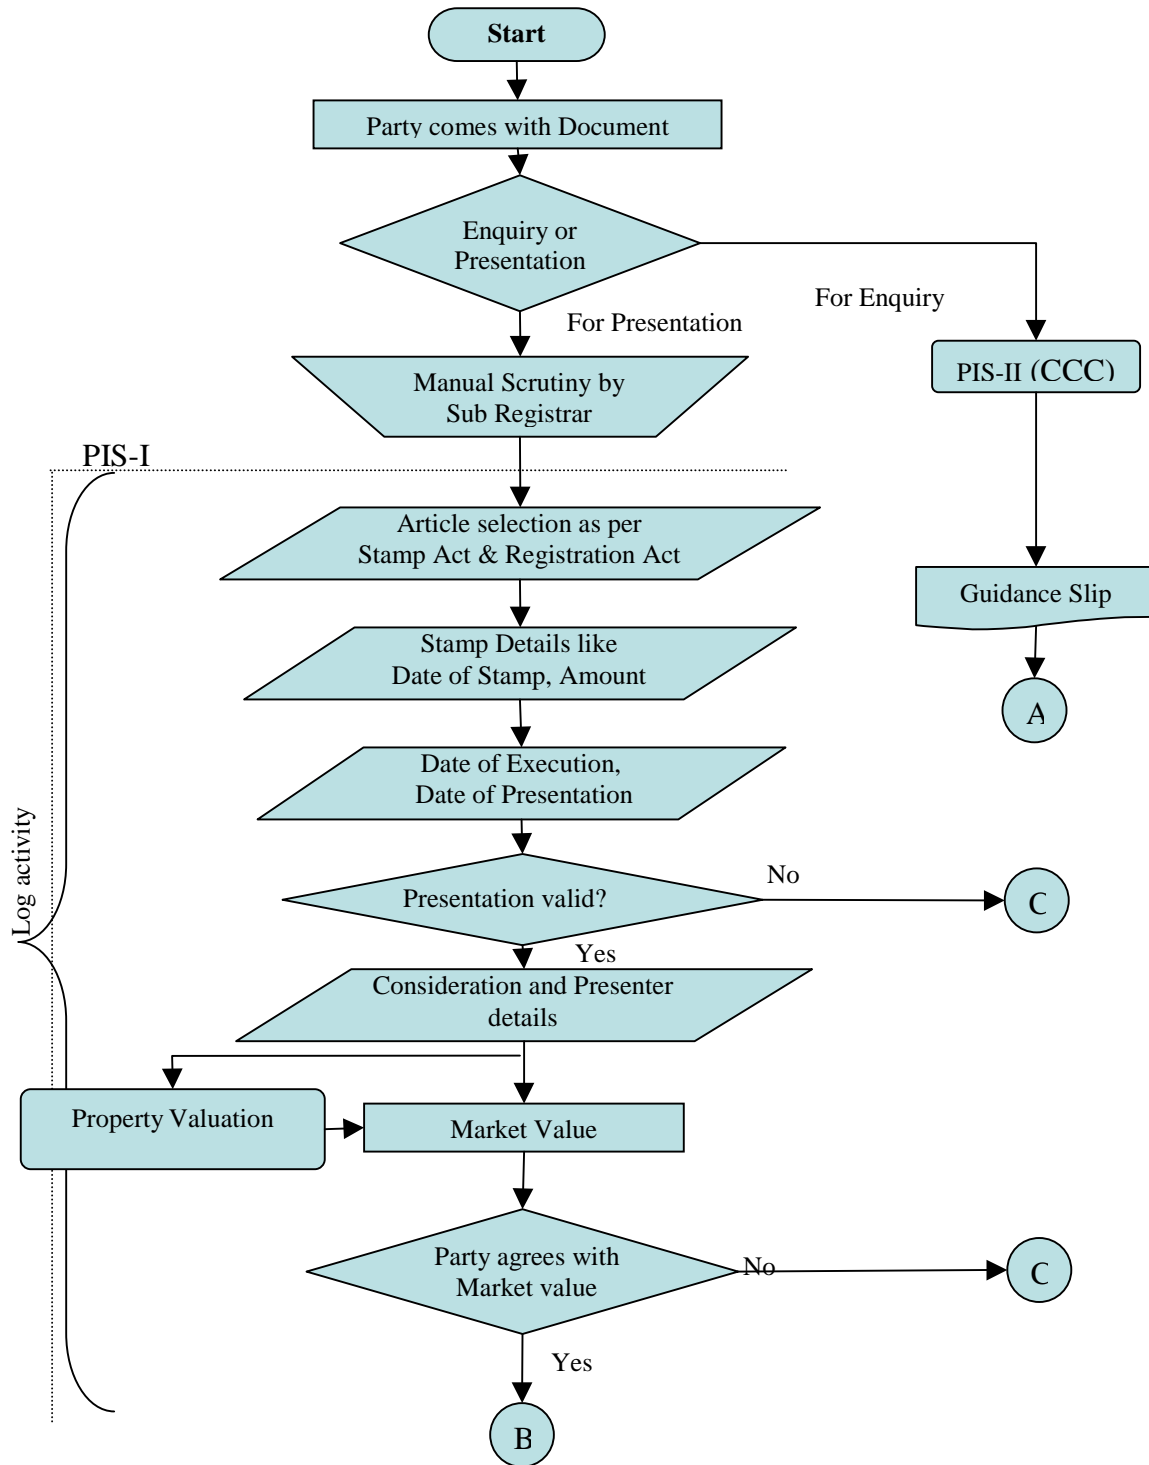 Start
Party comes with Document
Enquiry or
Presentation
For Enquiry
For Presentation
PIS-II (CCC)
Manual Scrutiny by
Sub Registrar
PIS-I
Article selection as per
Stamp Act & Registration Act
Guidance Slip
Stamp Details like
Date of Stamp, Amount
A
Date of Execution,
Date of Presentation
Log activity
Presentation valid?
No
C
Yes
Consideration and Presenter
details
Property Valuation
Market Value
Party agrees with
Market value
No
C
Yes
B